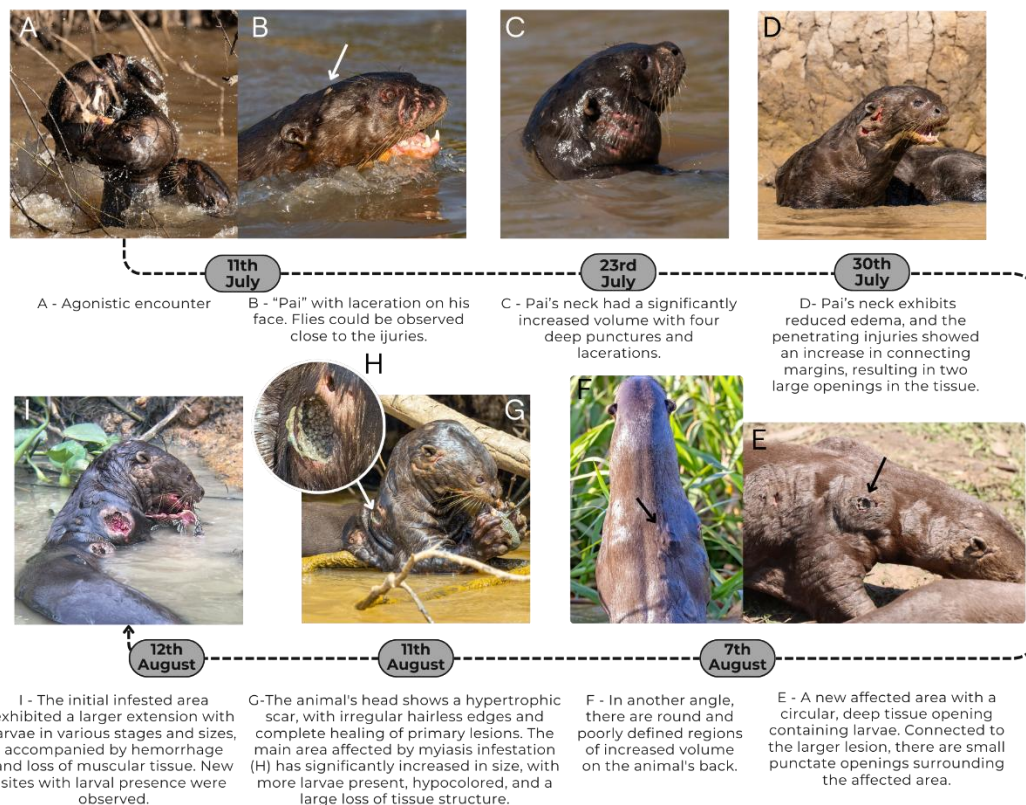 A
B
C
D
11th
July
23rd
July
30th
July
A - Agonistic encounter
B - “Pai” with laceration on his
face. Flies could be observed
close to the ijuries.
C - Pai’s neck had a significantly
increased volume with four
deep punctures and
lacerations.
D- Pai’s neck exhibits
reduced edema, and the
penetrating injuries showed
an increase in connecting
margins, resulting in two
large openings in the tissue.
I
H
G
F
E
12th
August
11th
August
7th
August
I - The initial infested area
exhibited a larger extension with
larvae in various stages and sizes,
accompanied by hemorrhage
and loss of muscular tissue. New
sites with larval presence were
observed.
G-The animal's head shows a hypertrophic
scar, with irregular hairless edges and
complete healing of primary lesions. The
main area affected by myiasis infestation
(H) has significantly increased in size, with
more larvae present, hypocolored, and a
large loss of tissue structure.
F - In another angle,
there are round and
poorly defined regions
of increased volume
on the animal's back.
E - A new affected area with a
circular, deep tissue opening
containing larvae. Connected to
the larger lesion, there are small
punctate openings surrounding
the affected area.